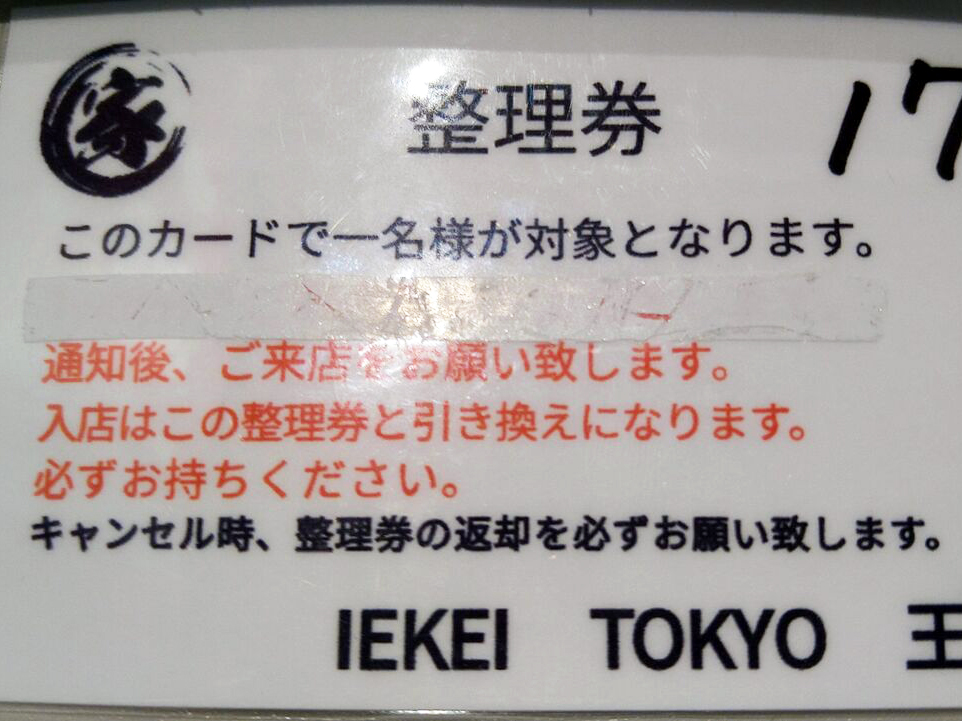 家 整理券 17
このカードで一名様が対象となります。
通知後、ご来店をお願い致します。
入店はこの整理券と引き換えになります。
必ずお持ちください。
キャンセル時、整理券の返却を必ずお願い致します。
IEKEI TOKYO 王